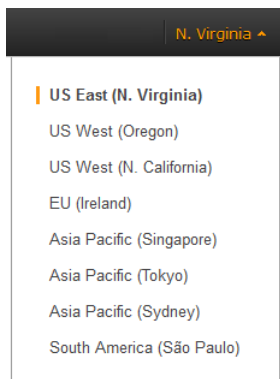 N. Virginia
US East (N. Virginia)
US West (Oregon)
US West (N. California)
EU (Ireland)
Asia Pacific (Singapore)
Asia Pacific (Tokyo)
Asia Pacific (Sydney)
South America (São Paulo)